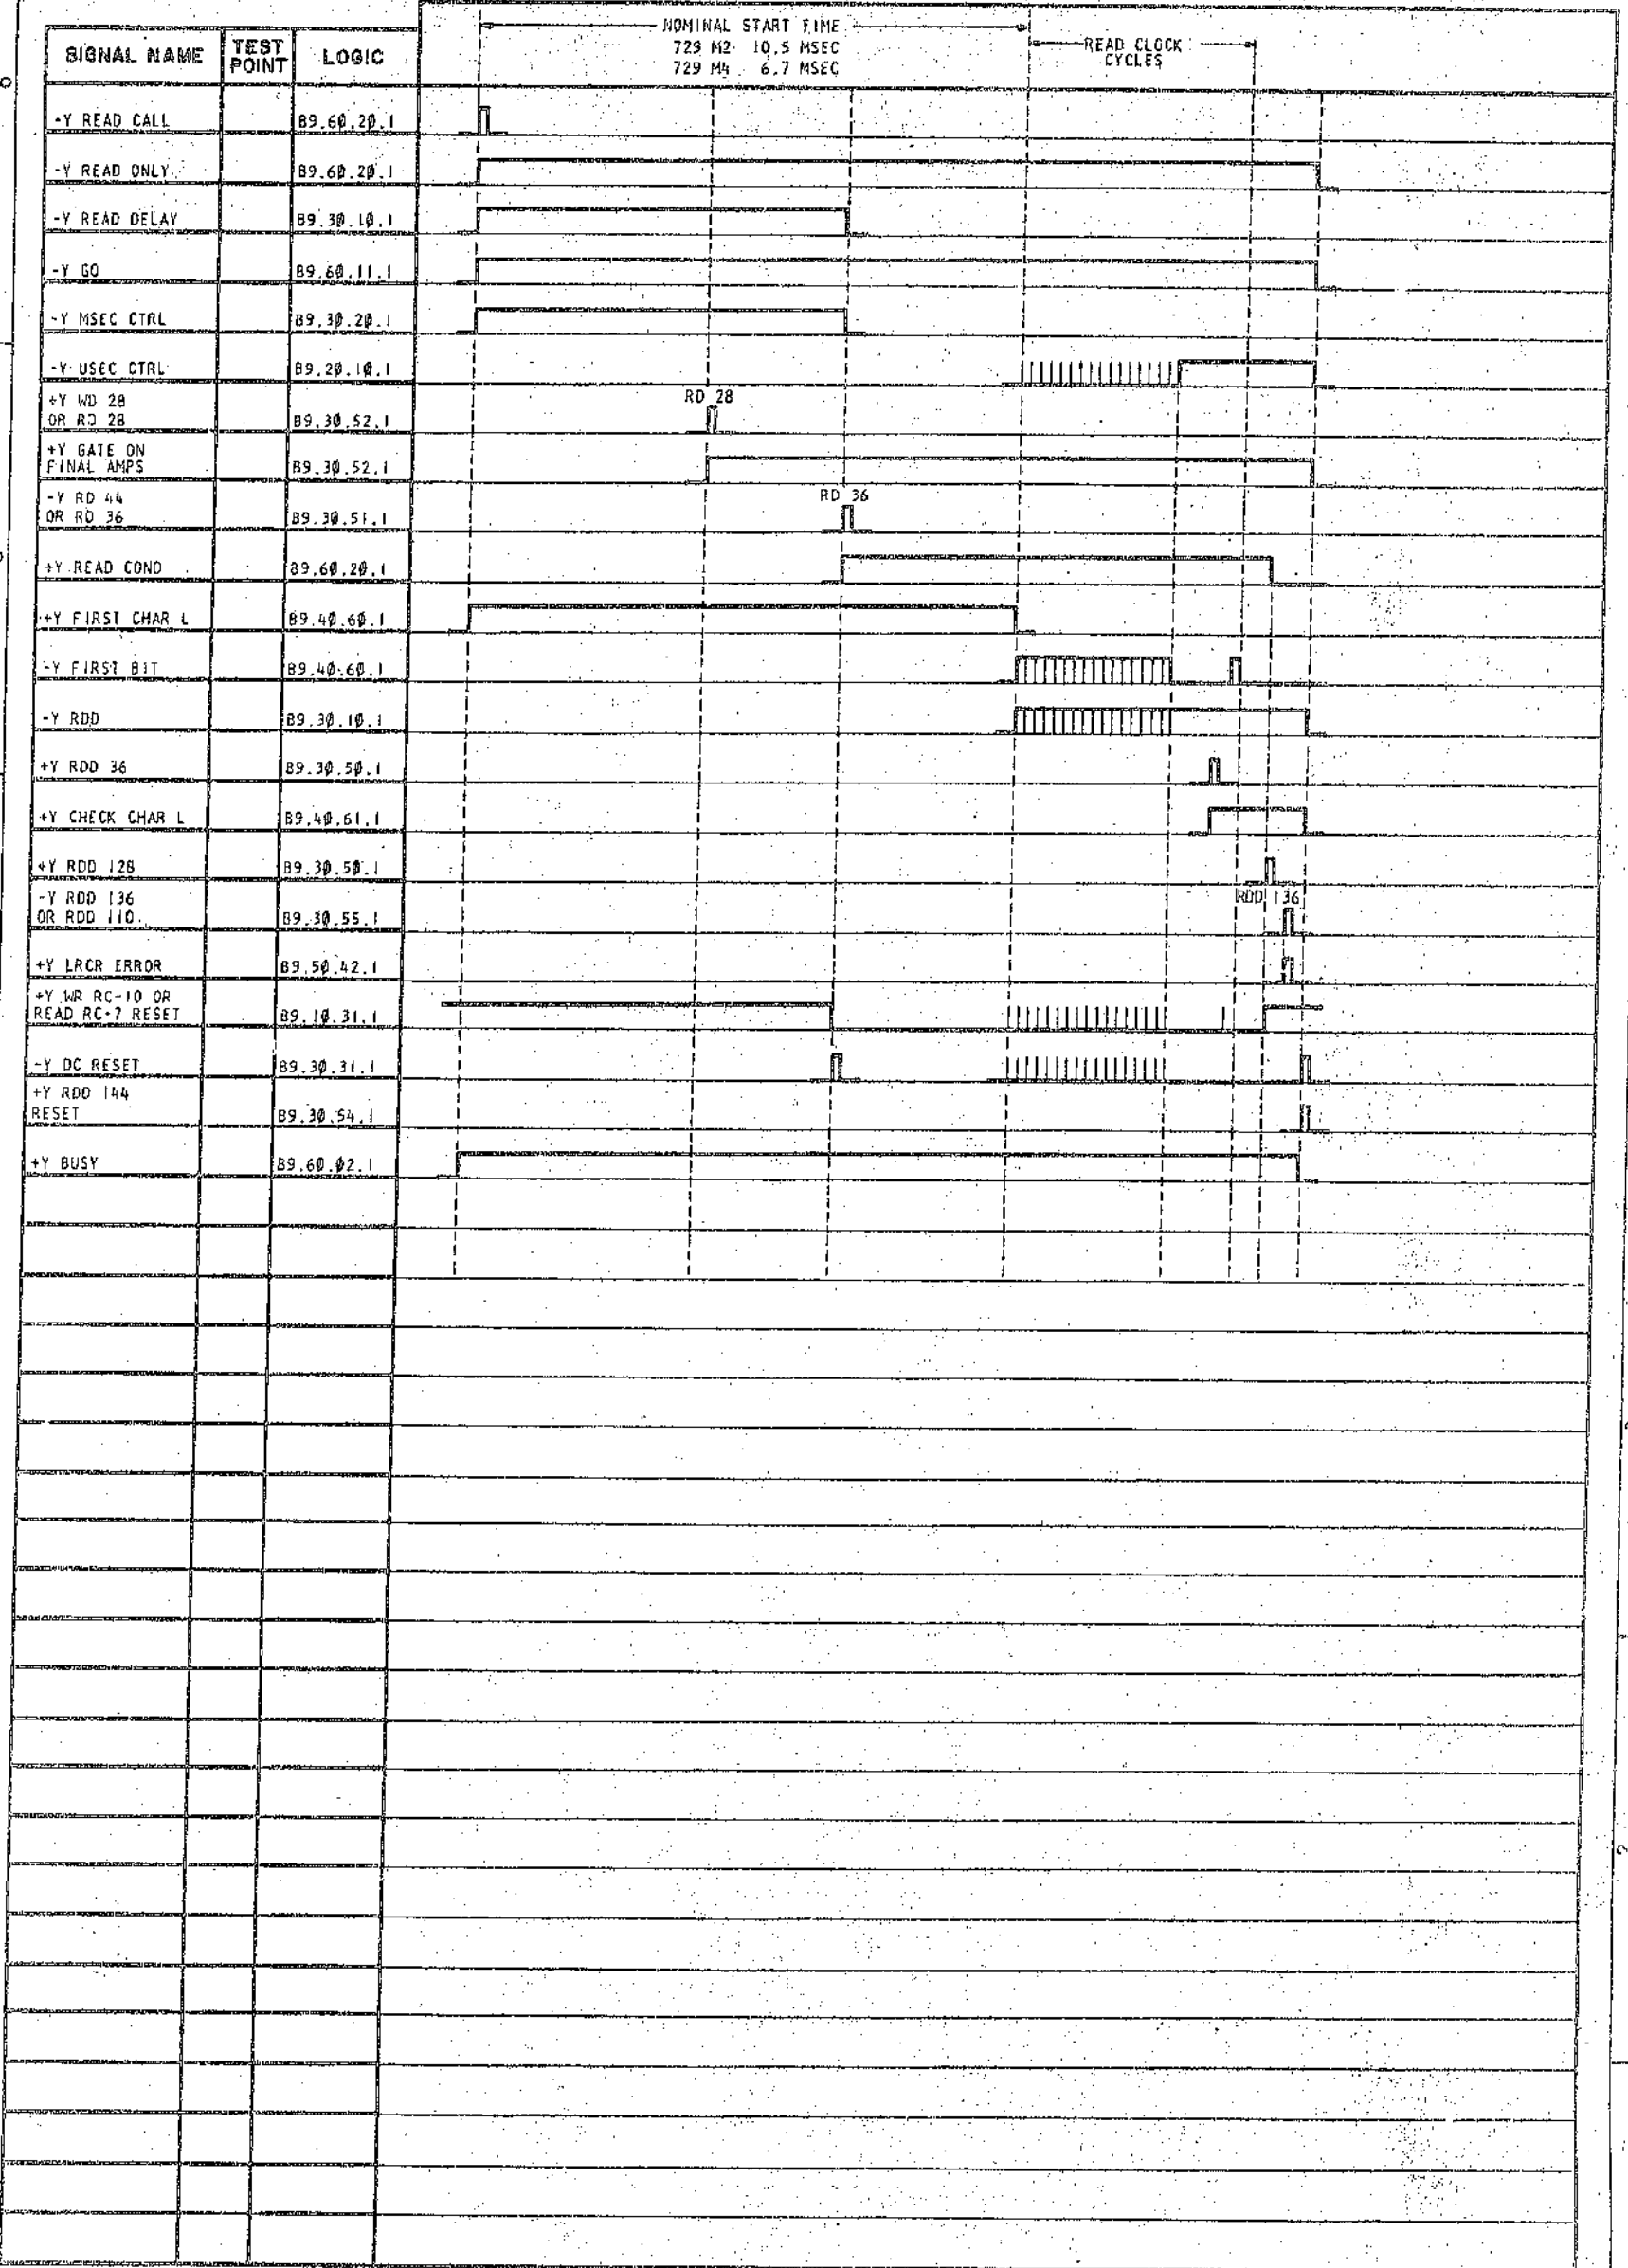 NOMINAL START TIME
729 M2 10.5 MSEC
729 M4 6.7 MSEC
READ CLOCK
CYCLES
SIGNAL NAME TEST POINT LOGIC
-Y READ CALL B9.60.20.1
-Y READ ONLY B9.60.20.1
-Y READ DELAY B9.30.10.1
-Y GO B9.60.11.1
-Y MSEC CTRL B9.30.20.1
-Y USEC CTRL B9.20.10.1
+Y WD 28
OR RD 28 B9.30.52.1 RD 28
+Y GATE ON
FINAL AMPS B9.30.52.1
-Y RD 44
OR RD 36 B9.30.51.1 RD 36
+Y READ COND B9.60.20.1
+Y FIRST CHAR L B9.40.60.1
-Y FIRST BIT B9.40.60.1
-Y RDD B9.30.10.1
+Y RDD 36 B9.30.50.1
+Y CHECK CHAR L B9.40.61.1
+Y RDD 128 B9.30.50.1
-Y RDD 136
OR RDD 110 B9.30.55.1 RDD 136
+Y LRCR ERROR B9.50.42.1
+Y WR RC-10 OR
READ RC-7 RESET B9.10.31.1
-Y DC RESET B9.30.31.1
+Y RDD 144
RESET B9.30.54.1
+Y BUSY B9.60.02.1